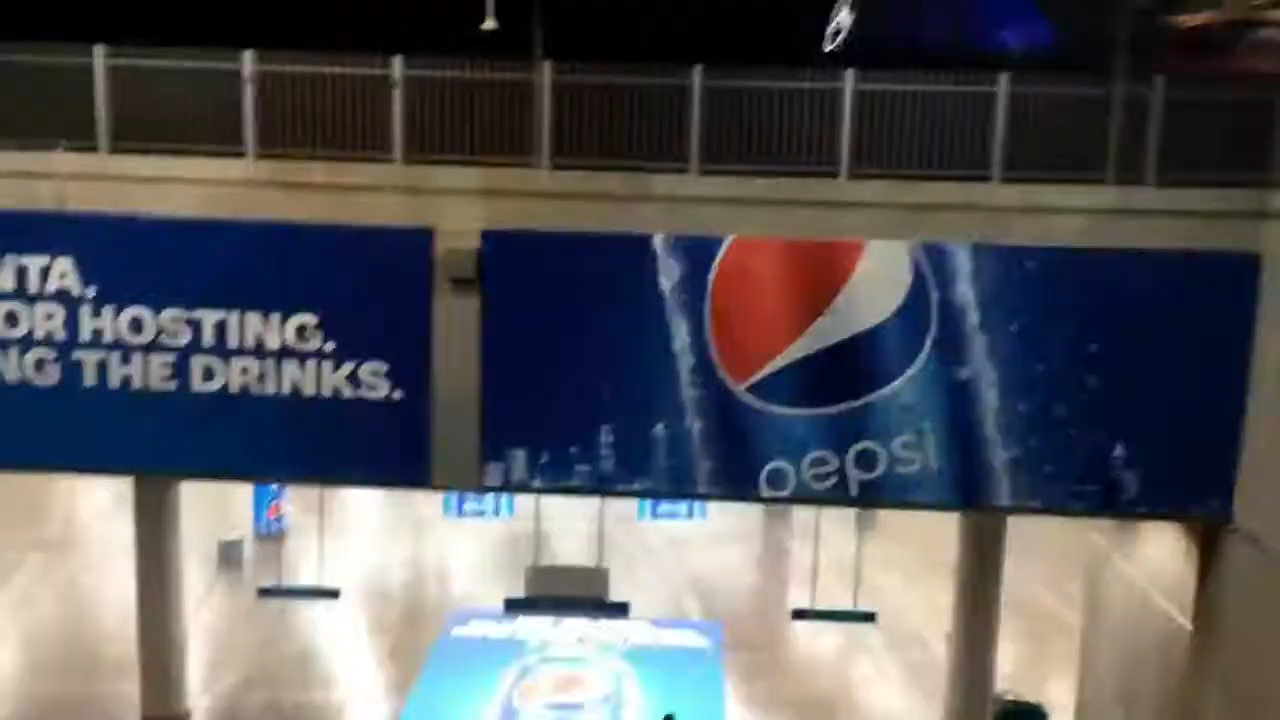 NTA.
OR HOSTING.
NG THE DRINKS.
pepsi